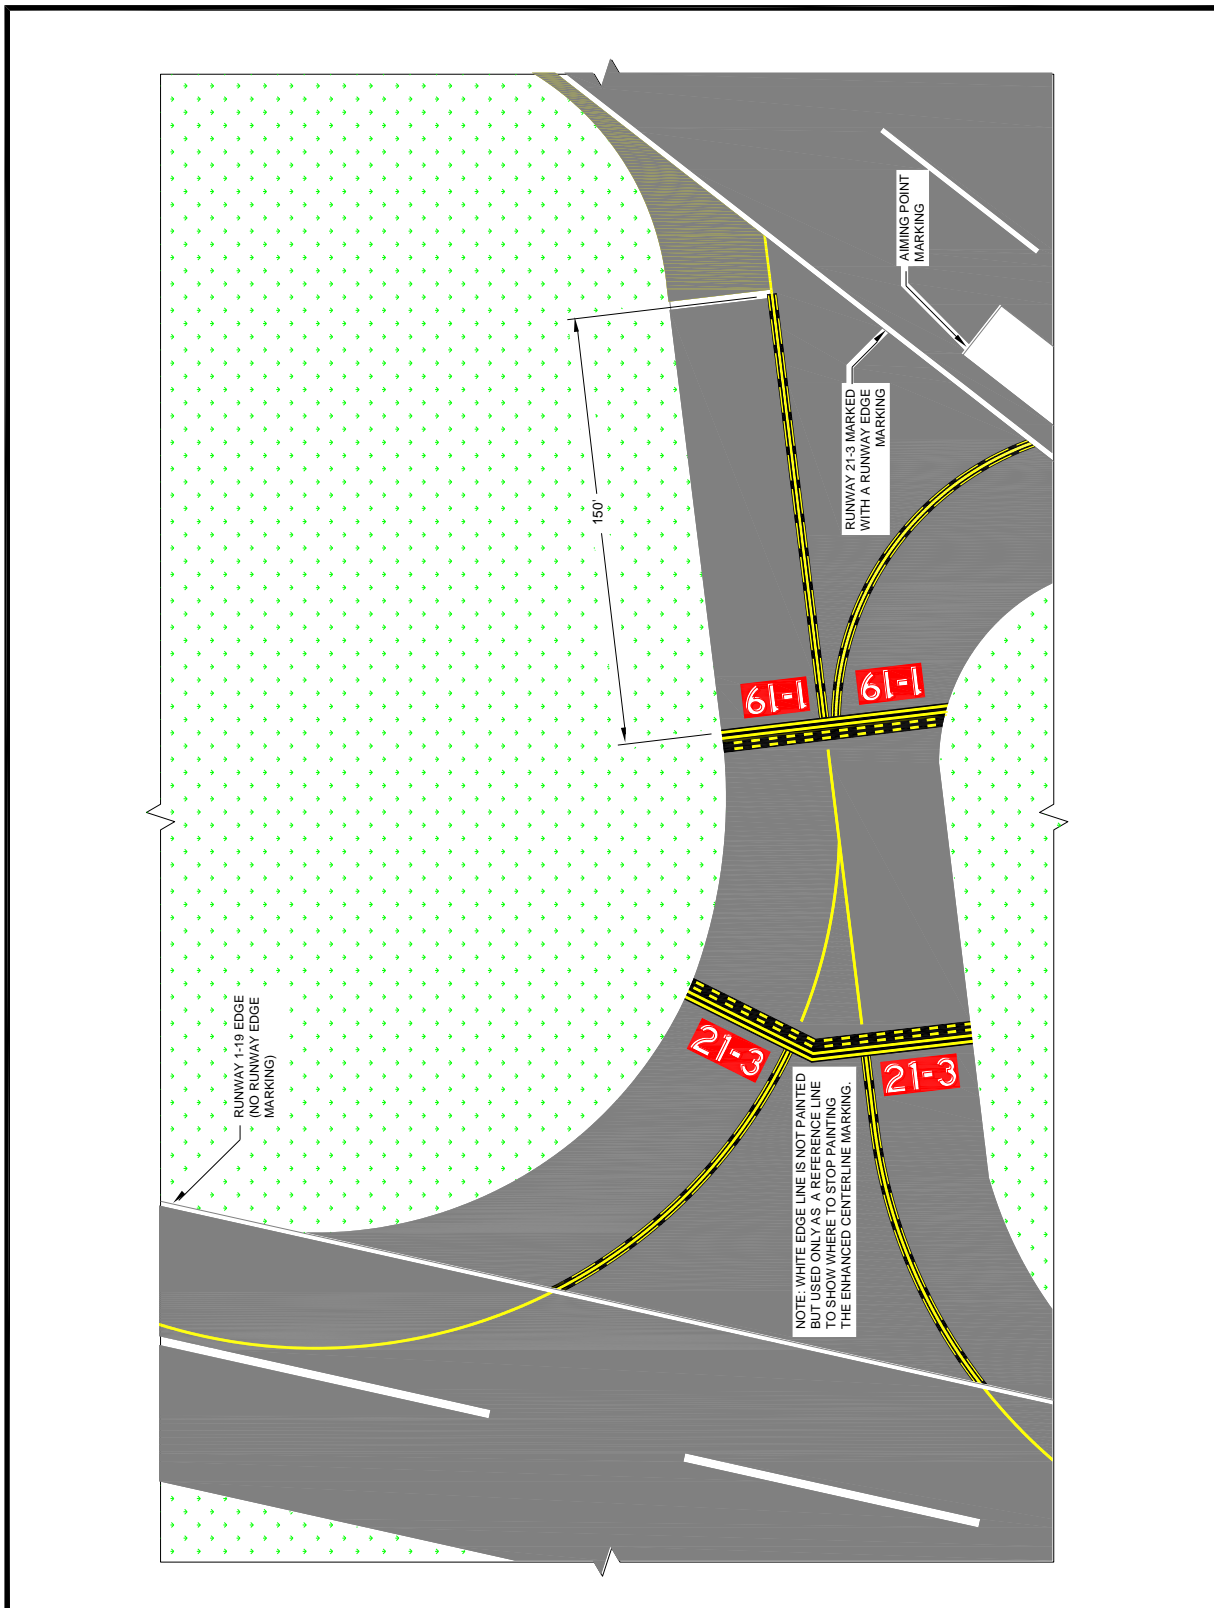 RUNWAY 1-19 EDGE
(NO RUNWAY EDGE
MARKING)
150'
21-3
1-19
NOTE: WHITE EDGE LINE IS NOT PAINTED
BUT USED ONLY AS A REFERENCE LINE
TO SHOW WHERE TO STOP PAINTING
THE ENHANCED CENTERLINE MARKING.
21-3
1-19
RUNWAY 21-3 MARKED
WITH A RUNWAY EDGE
MARKING
AIMING POINT
MARKING